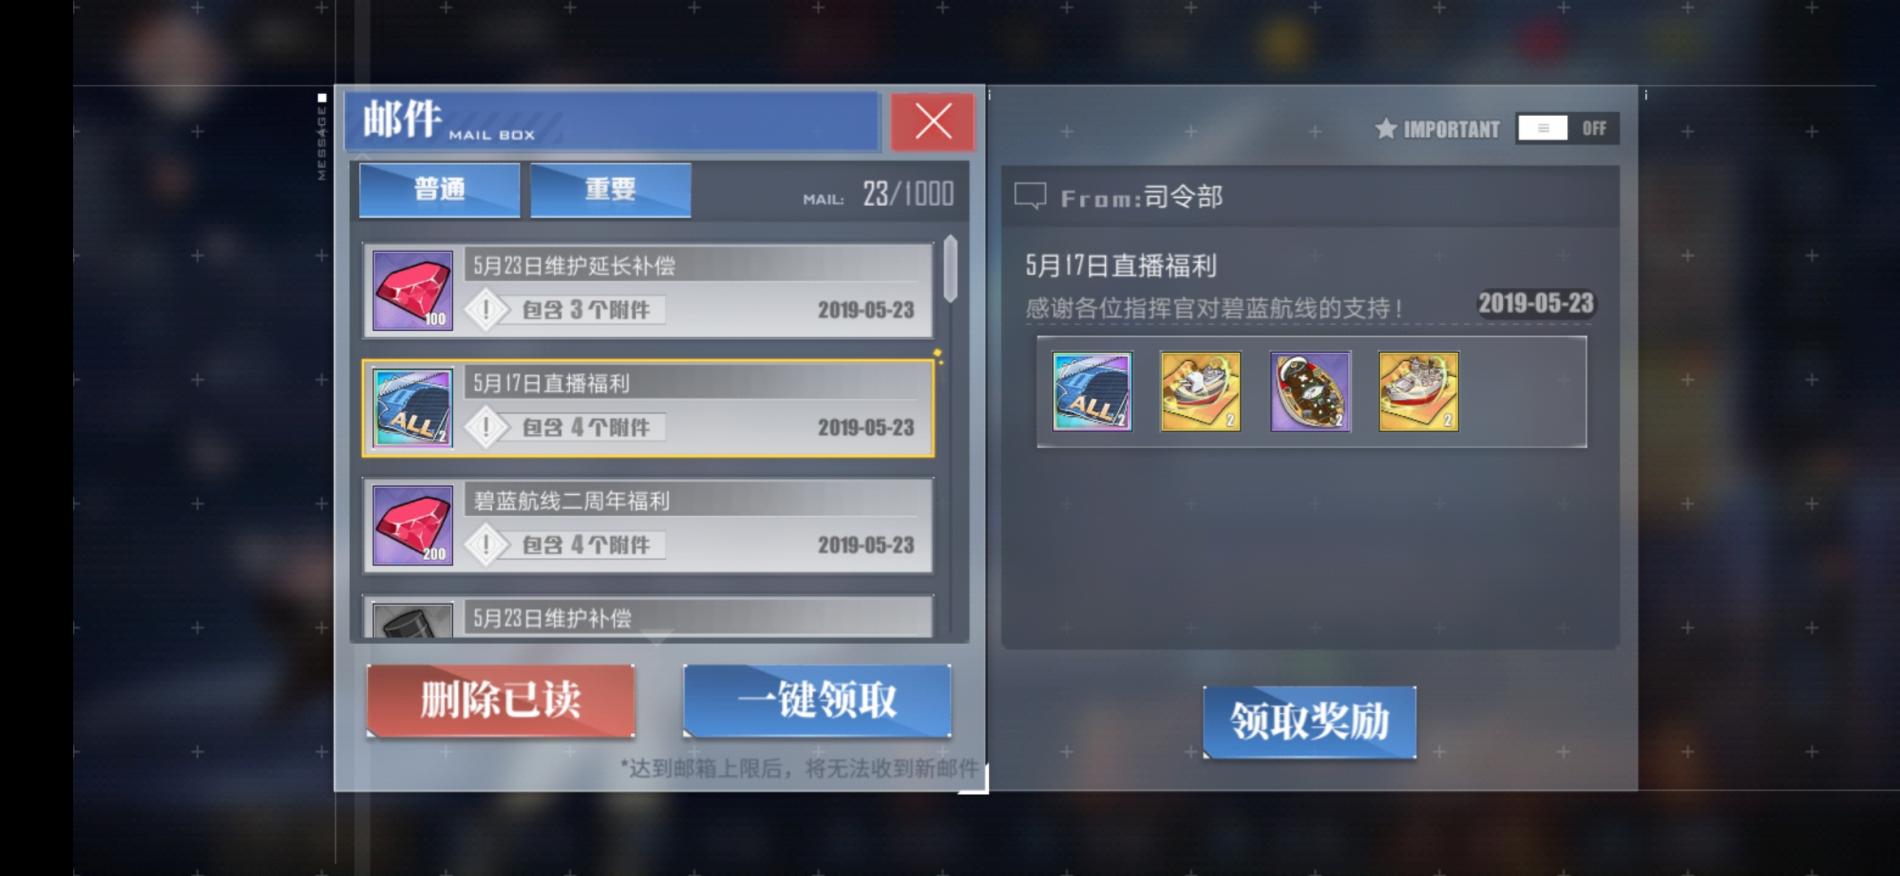 MESSAGE
邮件 MAIL BOX
普通 重要 MAIL: 23/1000
100
5月23日维护延长补偿
! 包含 3 个附件 2019-05-23
ALL 2
5月17日直播福利
! 包含 4 个附件 2019-05-23
200
碧蓝航线二周年福利
! 包含 4 个附件 2019-05-23
5月23日维护补偿
删除已读 一键领取
*达到邮箱上限后，将无法收到新邮件
IMPORTANT OFF
From:司令部
5月17日直播福利
感谢各位指挥官对碧蓝航线的支持! 2019-05-23
ALL 2 2 2 2
领取奖励